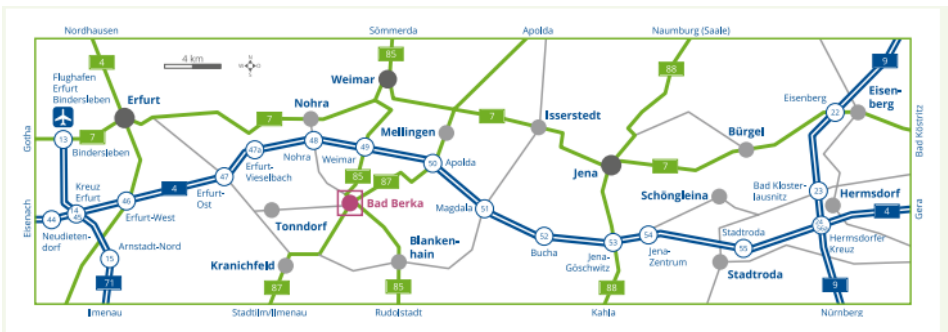 Nordhausen
Sömmerda
Apolda
Naumburg (Saale)
4
85
9
4 km
88
Flughafen
Erfurt
Bindersleben
Weimar
Erfurt
Nohra
7
Isserstedt
Eisenberg
22
Eisen-
berg
Gotha
13
7
Bindersleben
7
Mellingen
Bürgel
Bad Köstritz
47a
48
49
Erfurt-
Vieselbach
Nohra
Weimar
50
Apolda
Jena
7
Kreuz
Erfurt
4
47
Erfurt-
Ost
85
87
Bad Berka
Schöngleina
Bad Kloster-
lausnitz
23
Hermsdorf
Eisenach
44
14
45
46
Erfurt-West
Magdala
51
4
Gera
Neudieten-
dorf
Tonndorf
Blanken-
hain
52
Bucha
53
Jena-
Göschwitz
54
Jena-
Zentrum
Stadtroda
55
24
56a
Hermsdorfer
Kreuz
Arnstadt-Nord
15
Kranichfeld
Stadtroda
71
87
85
88
9
Ilmenau
Stadtilm/Ilmenau
Rudolstadt
Kahla
Nürnberg